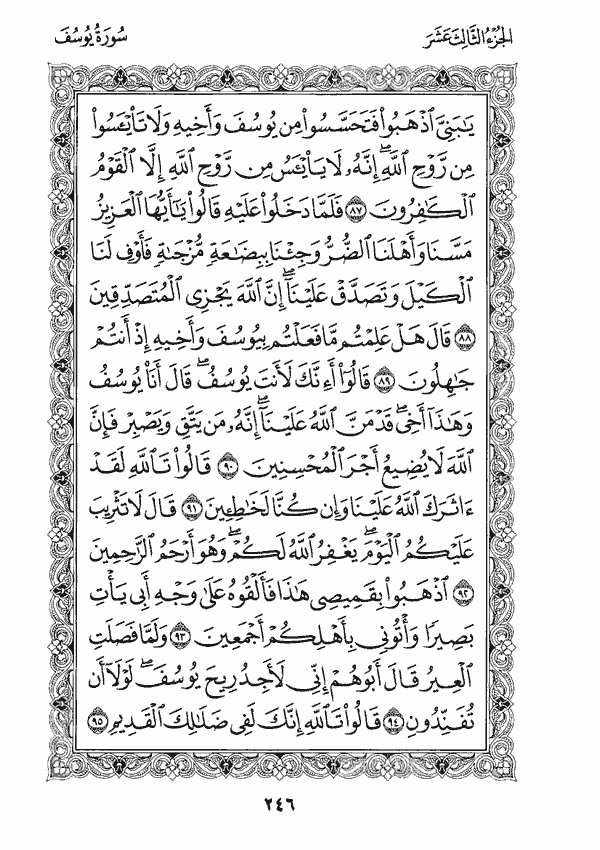 الجزء الثالث عشر
سورة يوسف
يَٰبَنِىَّ ٱذْهَبُوا۟ فَتَحَسَّسُوا۟ مِن يُوسُفَ وَأَخِيهِ وَلَا تَا۟يْـَٔسُوا۟
مِن رَّوْحِ ٱللَّهِ ۖ إِنَّهُۥ لَا يَا۟يْـَٔسُ مِن رَّوْحِ ٱللَّهِ إِلَّا ٱلْقَوْمُ
ٱلْكَٰفِرُونَ ٨٧ فَلَمَّا دَخَلُوا۟ عَلَيْهِ قَالُوا۟ يَٰٓأَيُّهَا ٱلْعَزِيزُ
مَسَّنَا وَأَهْلَنَا ٱلضُّرُّ وَجِئْنَا بِبِضَٰعَةٍ مُّزْجَىٰةٍ فَأَوْفِ لَنَا
ٱلْكَيْلَ وَتَصَدَّقْ عَلَيْنَآ ۖ إِنَّ ٱللَّهَ يَجْزِى ٱلْمُتَصَدِّقِينَ
٨٨ قَالَ هَلْ عَلِمْتُم مَّا فَعَلْتُم بِيُوسُفَ وَأَخِيهِ إِذْ أَنتُمْ
جَٰهِلُونَ ٨٩ قَالُوٓا۟ أَءِنَّكَ لَأَنتَ يُوسُفُ ۖ قَالَ أَنَا۠ يُوسُفُ
وَهَٰذَآ أَخِى ۖ قَدْ مَنَّ ٱللَّهُ عَلَيْنَآ ۖ إِنَّهُۥ مَن يَتَّقِ وَيَصْبِرْ فَإِنَّ
ٱللَّهَ لَا يُضِيعُ أَجْرَ ٱلْمُحْسِنِينَ ٩٠ قَالُوا۟ تَٱللَّهِ لَقَدْ
ءَاثَرَكَ ٱللَّهُ عَلَيْنَا وَإِن كُنَّا لَخَٰطِـِٔينَ ٩١ قَالَ لَا تَثْرِيبَ
عَلَيْكُمُ ٱلْيَوْمَ ۖ يَغْفِرُ ٱللَّهُ لَكُمْ ۖ وَهُوَ أَرْحَمُ ٱلرَّٰحِمِينَ
٩٢ ٱذْهَبُوا۟ بِقَمِيصِى هَٰذَا فَأَلْقُوهُ عَلَىٰ وَجْهِ أَبِى يَأْتِ
بَصِيرًا وَأْتُونِى بِأَهْلِكُمْ أَجْمَعِينَ ٩٣ وَلَمَّا فَصَلَتِ
ٱلْعِيرُ قَالَ أَبُوهُمْ إِنِّى لَأَجِدُ رِيحَ يُوسُفَ ۖ لَوْلَآ أَن
تُفَنِّدُونِ ٩٤ قَالُوا۟ تَٱللَّهِ إِنَّكَ لَفِى ضَلَٰلِكَ ٱلْقَدِيمِ ٩٥
٢٤٦